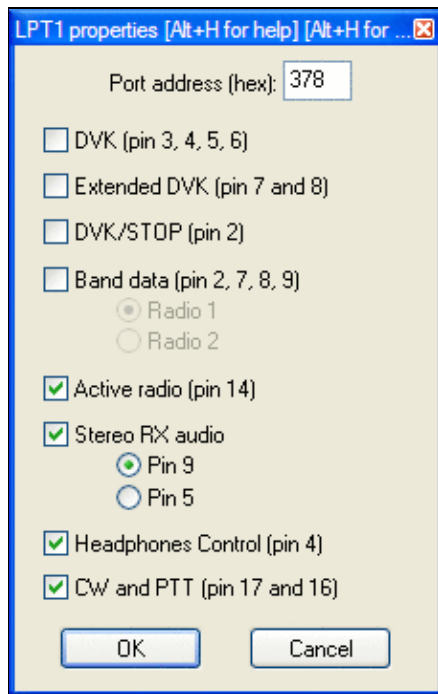 LPT1 properties [Alt+H for help] [Alt+H for ...
Port address (hex): 378
DVK (pin 3, 4, 5, 6)
Extended DVK (pin 7 and 8)
DVK/STOP (pin 2)
Band data (pin 2, 7, 8, 9)
Radio 1
Radio 2
Active radio (pin 14)
Stereo RX audio
Pin 9
Pin 5
Headphones Control (pin 4)
CW and PTT (pin 17 and 16)
OK Cancel